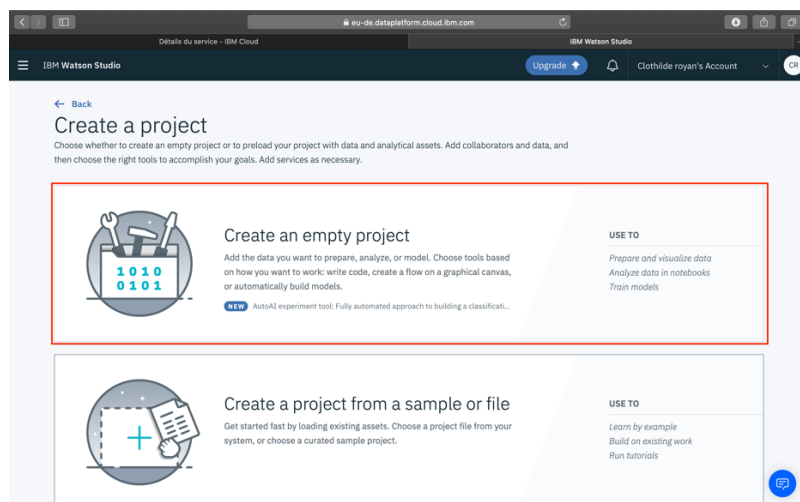 eu-de.dataplatform.cloud.ibm.com
Détails du service - IBM Cloud
IBM Watson Studio
IBM Watson Studio
Upgrade
Clothilde royan's Account
CR
← Back
Create a project
Choose whether to create an empty project or to preload your project with data and analytical assets. Add collaborators and data, and
then choose the right tools to accomplish your goals. Add services as necessary.
Create an empty project
Add the data you want to prepare, analyze, or model. Choose tools based
on how you want to work: write code, create a flow on a graphical canvas,
or automatically build models.
NEW AutoAI experiment tool: Fully automated approach to building a classificati...
1010
0101
USE TO
Prepare and visualize data
Analyze data in notebooks
Train models
Create a project from a sample or file
Get started fast by loading existing assets. Choose a project file from your
system, or choose a curated sample project.
USE TO
Learn by example
Build on existing work
Run tutorials